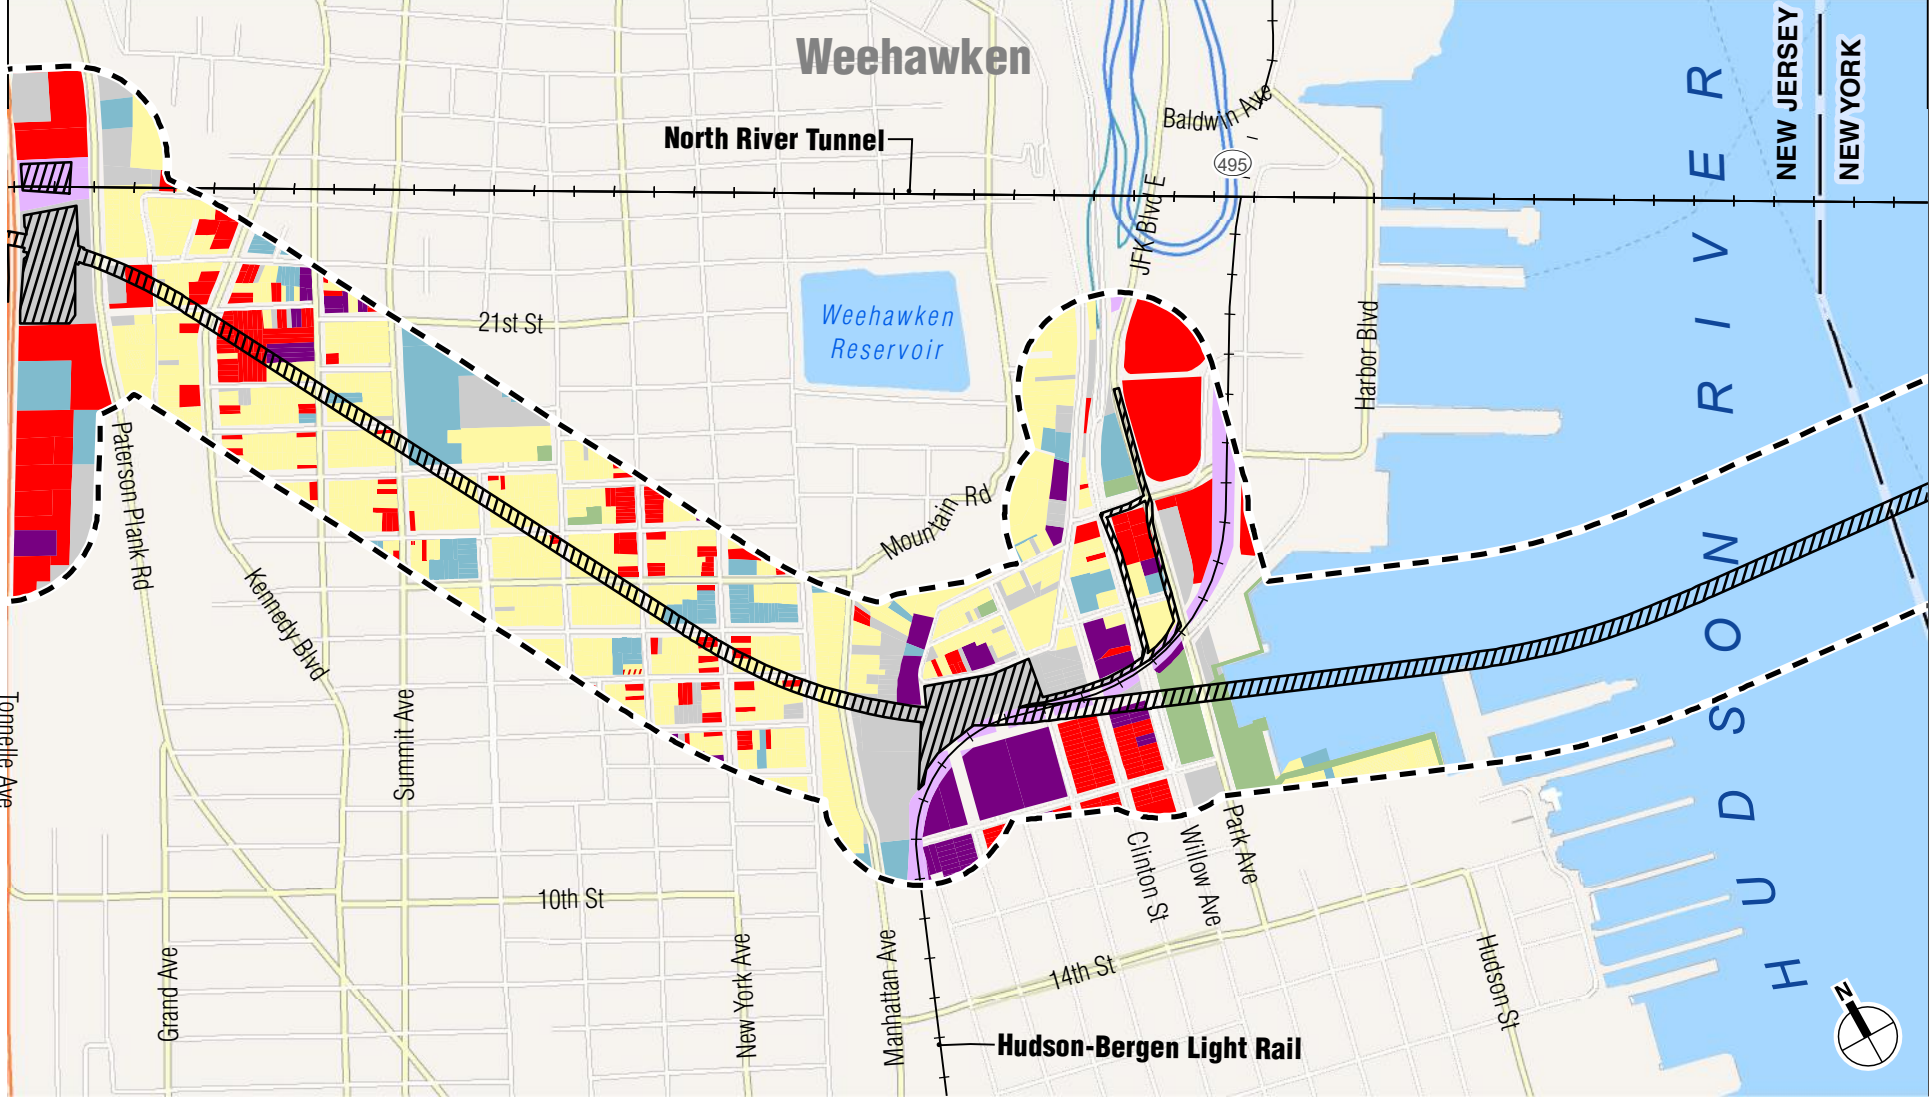 Weehawken
NEW JERSEY
NEW YORK
Baldwin Ave
North River Tunnel
495
JFK Blvd E
HUDSON RIVER
21st St
Weehawken
Reservoir
Harbor Blvd
Paterson Plank Rd
Mountain Rd
Kennedy Blvd
Tonnelle Ave
Summit Ave
Clinton St
Willow Ave
Park Ave
10th St
Grand Ave
New York Ave
Manhattan Ave
14th St
Hudson St
N
Hudson-Bergen Light Rail